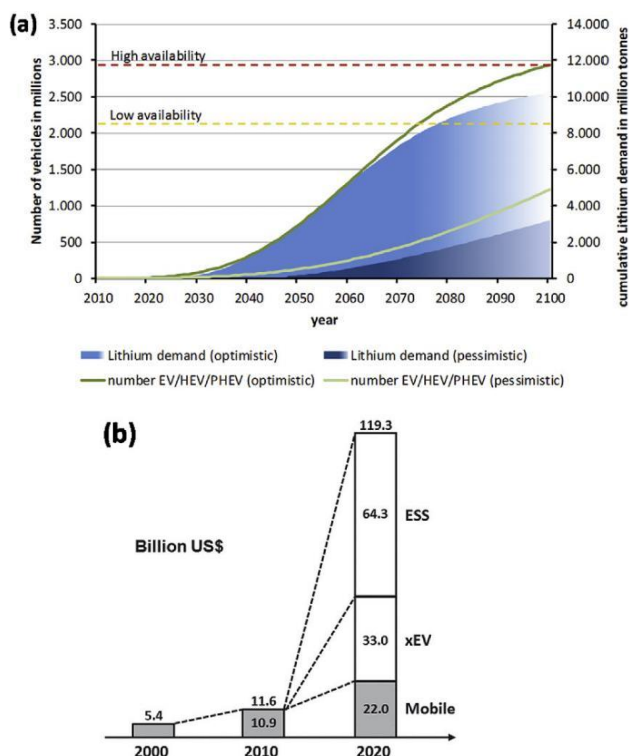 (a)
3.500
3.000
2.500
2.000
1.500
1.000
500
0
Number of vehicles in millions
High availability
Low availability
14.000
12.000
10.000
8.000
6.000
4.000
2.000
0
cumulative Lithium demand in million tonnes
2010 2020 2030 2040 2050 2060 2070 2080 2090 2100
year
Lithium demand (optimistic) Lithium demand (pessimistic)
number EV/HEV/PHEV (optimistic) number EV/HEV/PHEV (pessimistic)
(b)
119.3
64.3 ESS
Billion US$
33.0 xEV
11.6
5.4 10.9 22.0 Mobile
2000 2010 2020